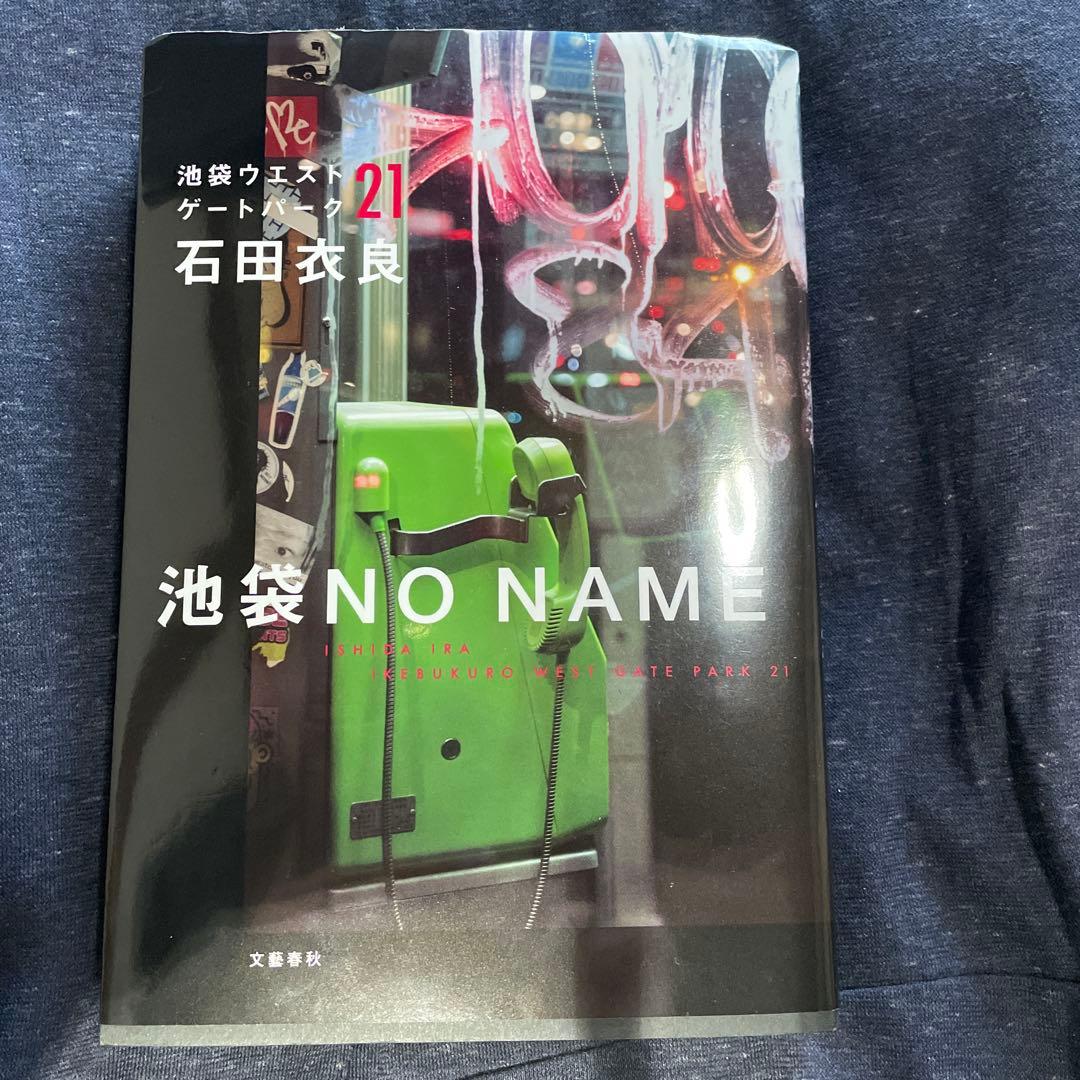 池袋ウエスト
ゲートパーク 21
石田衣良
池袋NO NAME
ISHIDA IRA
IKEBUKURO WEST GATE PARK 21
文藝春秋